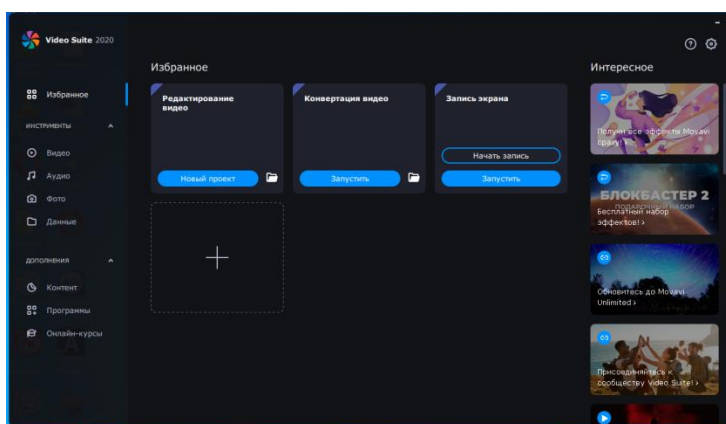 Video Suite 2020
Избранное
ИНСТРУМЕНТЫ
Видео
Аудио
Фото
Данные
ДОПОЛНЕНИЯ
Контент
Программы
Онлайн-курсы
Избранное
Редактирование
видео
Новый проект
Конвертация видео
Запустить
Запись экрана
Начать запись
Запустить
Интересное
Получи все эффекты Movavi
сразу! >
БЛОКБАСТЕР 2
ПОДАРОЧНЫЙ НАБОР
Бесплатный набор
эффектов! >
Обновитесь до Movavi
Unlimited >
Присоединяйтесь к
сообществу Video Suite! >